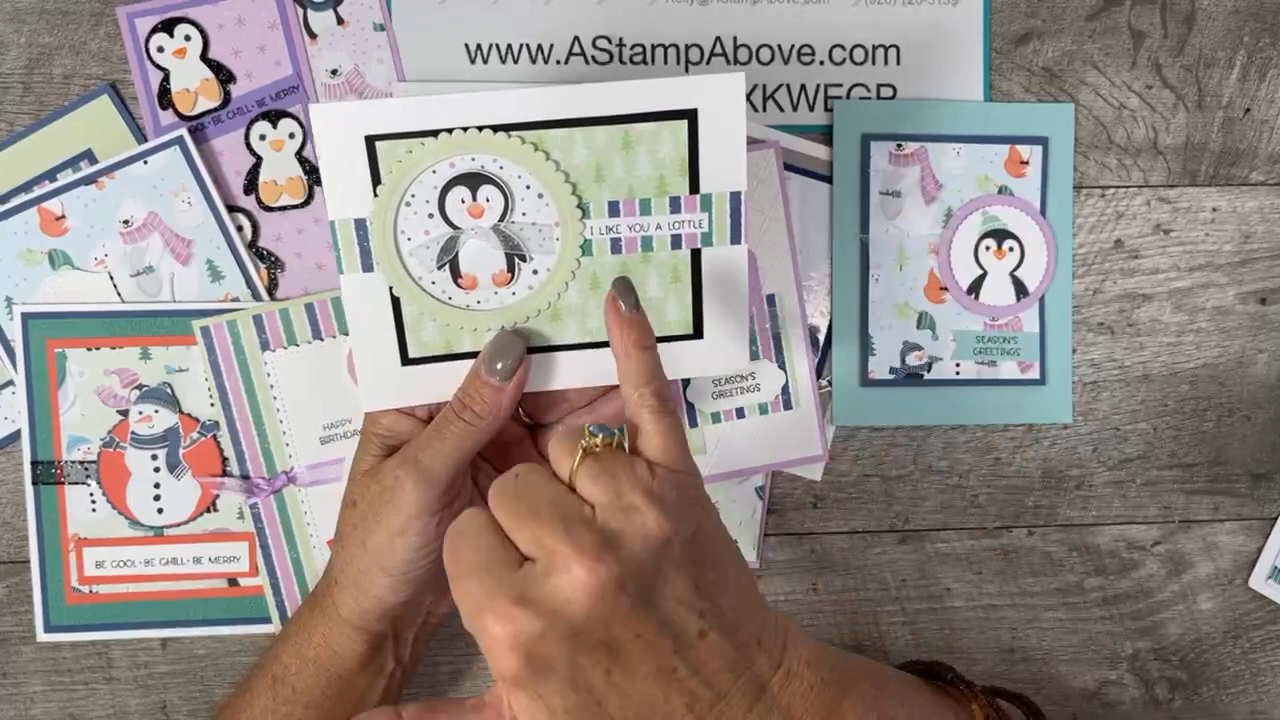 www.AStampAbove.com
XKWEGR
COOL•BE CHILL•BE MERRY
I LIKE YOU A LOTTLE
SEASON'S
GREETINGS
SEASON'S
GREETINGS
HAPPY
BIRTHDAY
BE COOL•BE CHILL•BE MERRY